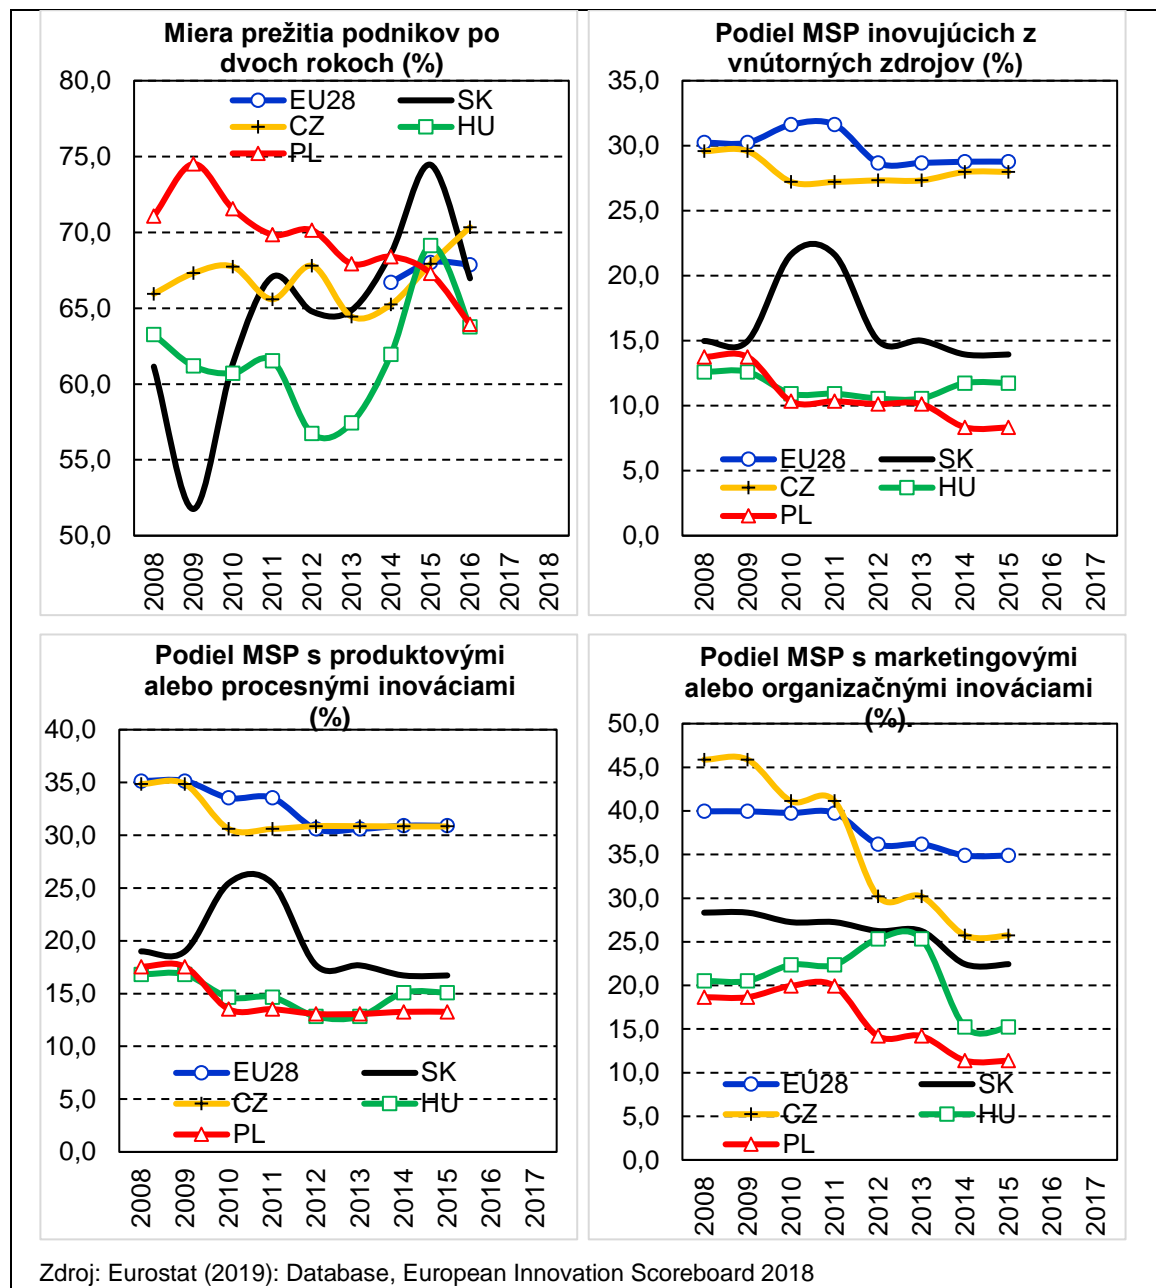 Miera prežitia podnikov po
dvoch rokoch (%)
80,0
75,0
70,0
65,0
60,0
55,0
50,0
EU28
SK
CZ
HU
PL
2008
2009
2010
2011
2012
2013
2014
2015
2016
2017
2018
Podiel MSP inovujúcich z
vnútorných zdrojov (%)
35,0
30,0
25,0
20,0
15,0
10,0
5,0
0,0
EU28
SK
CZ
HU
PL
2008
2009
2010
2011
2012
2013
2014
2015
2016
2017
Podiel MSP s produktovými
alebo procesnými inováciami
(%)
40,0
35,0
30,0
25,0
20,0
15,0
10,0
5,0
0,0
EU28
SK
CZ
HU
PL
2008
2009
2010
2011
2012
2013
2014
2015
2016
2017
Podiel MSP s marketingovými
alebo organizačnými inováciami
(%).
50,0
45,0
40,0
35,0
30,0
25,0
20,0
15,0
10,0
5,0
0,0
EU28
SK
CZ
HU
PL
2008
2009
2010
2011
2012
2013
2014
2015
2016
2017
Zdroj: Eurostat (2019): Database, European Innovation Scoreboard 2018